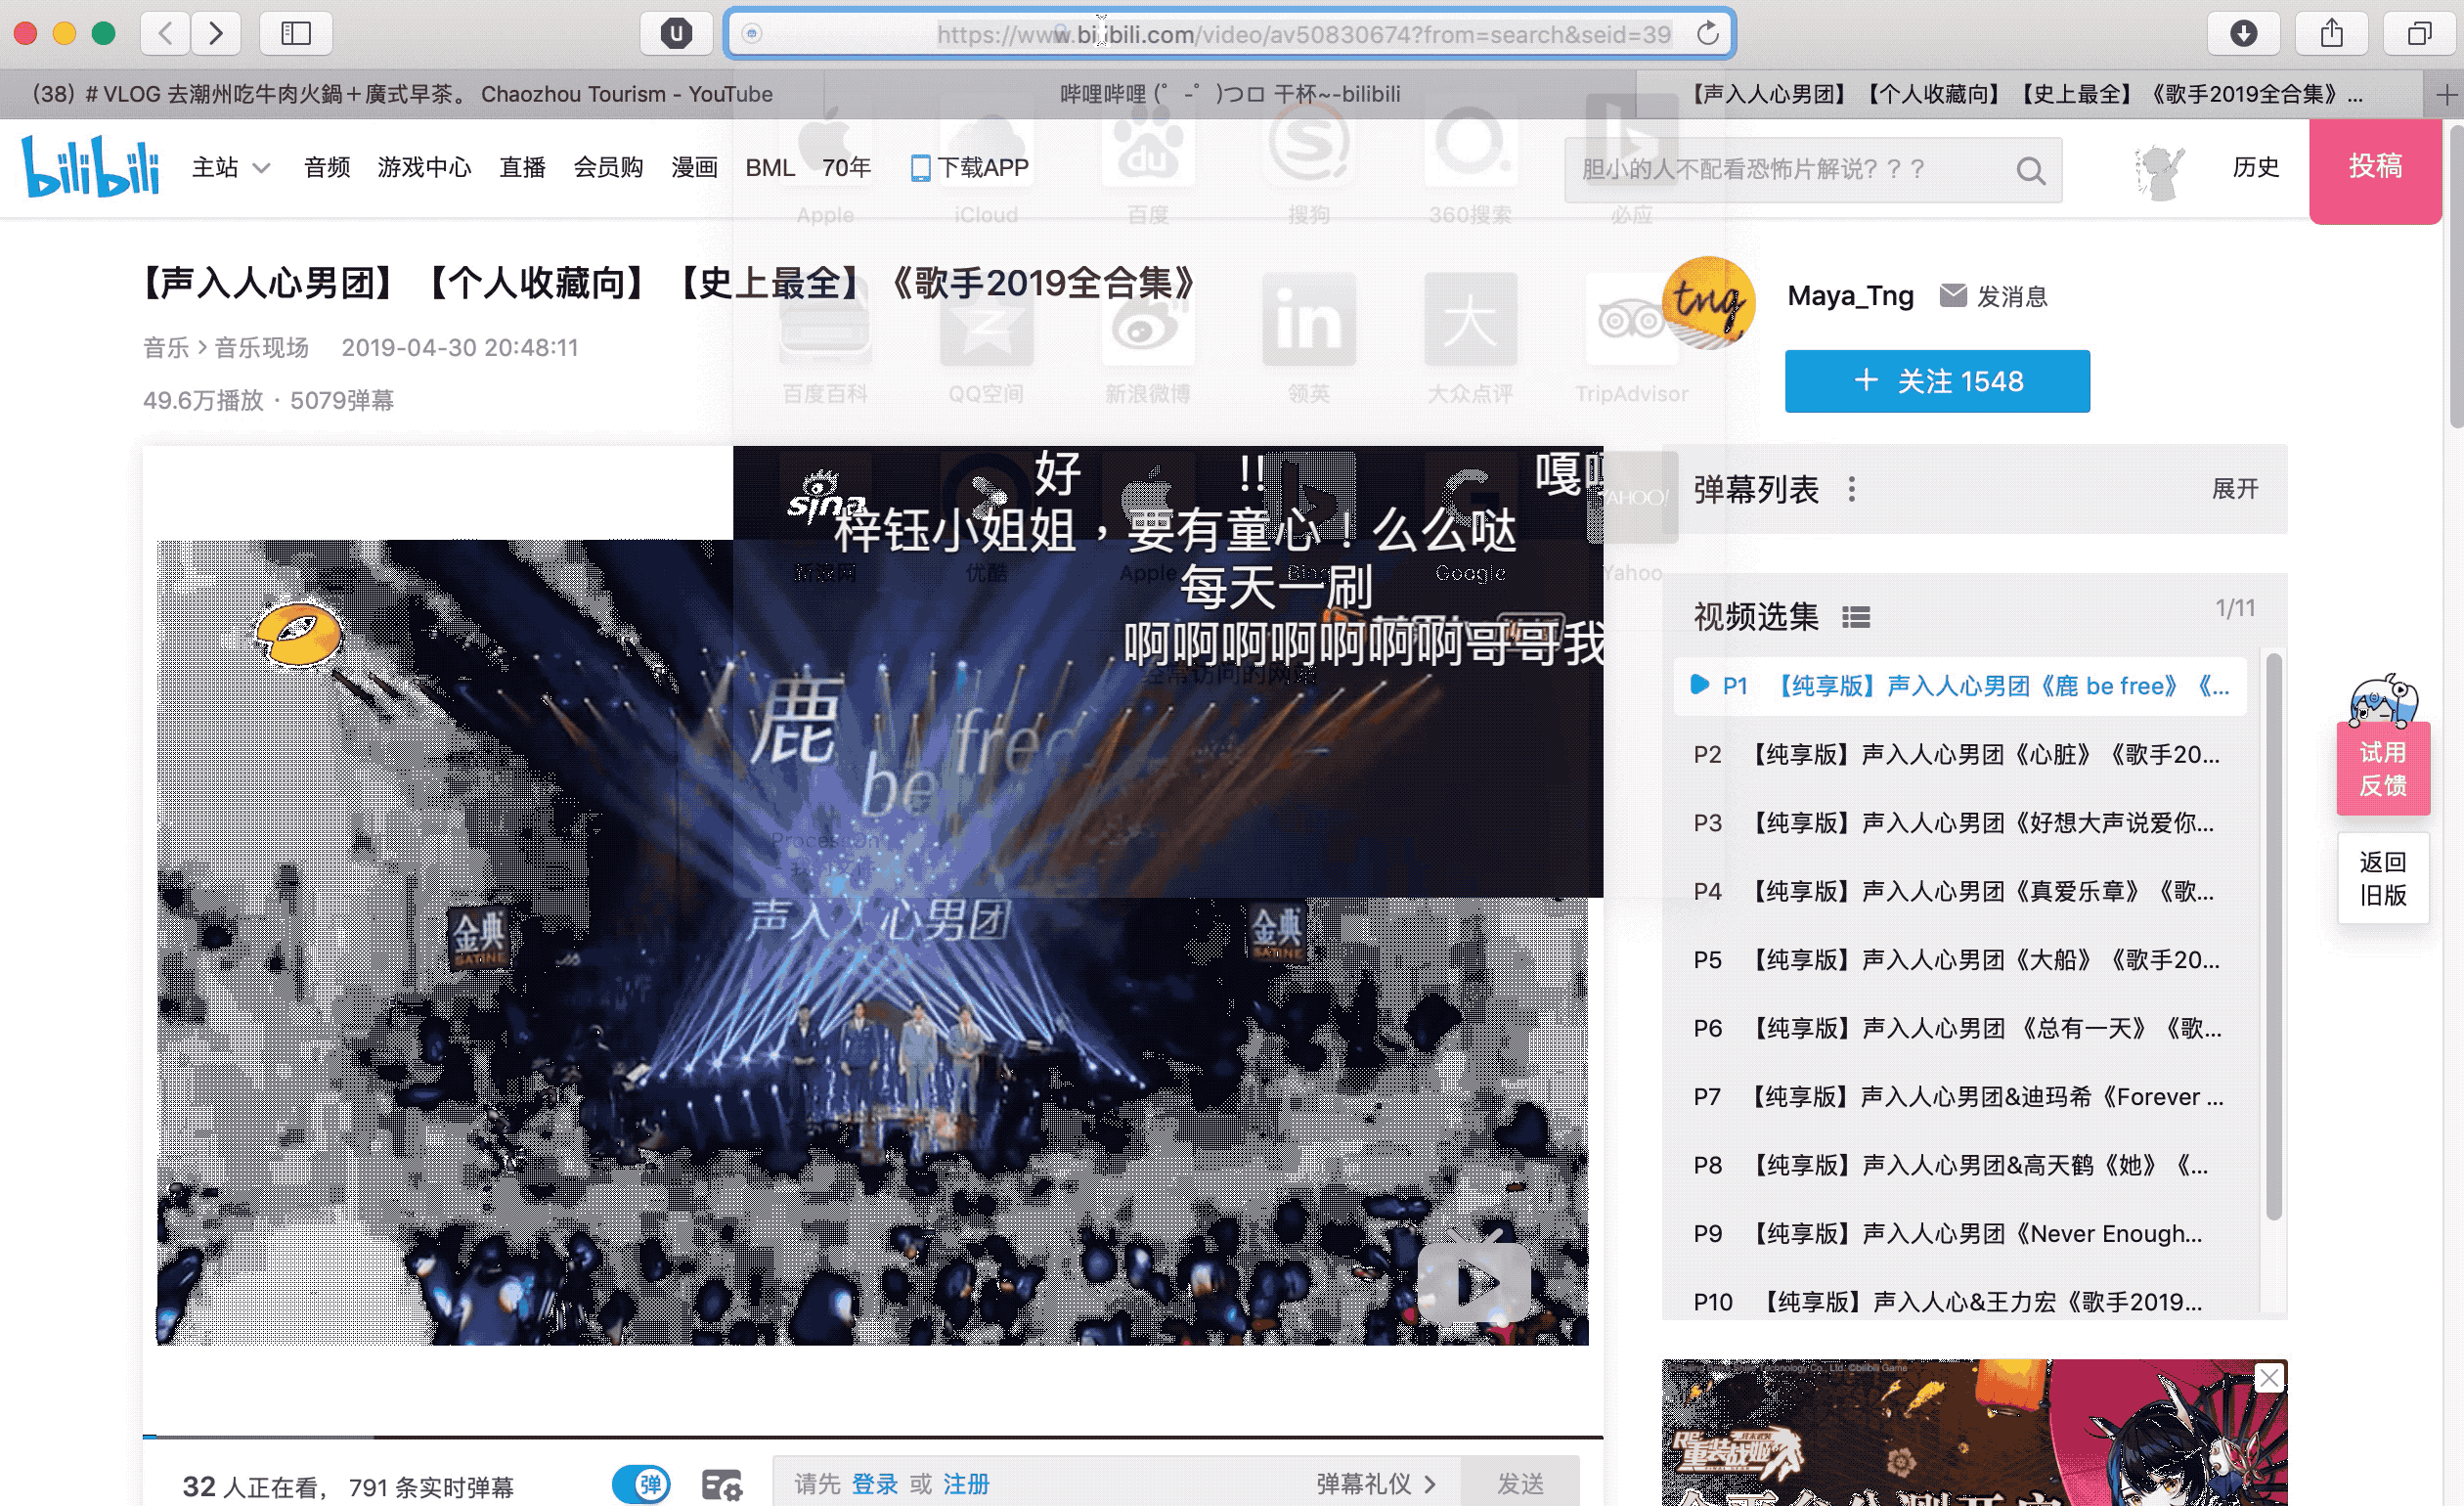 https://www.bilibili.com/video/av50830674?from=search&seid=39
(38) # VLOG 去潮州吃牛肉火鍋＋廣式早茶。 Chaozhou Tourism - YouTube
哔哩哔哩 (゜-゜)つロ 干杯~-bilibili
【声入人心男团】【个人收藏向】【史上最全】《歌手2019全合集》...
bilibili 主站 音频 游戏中心 直播 会员购 漫画 BML 70年 下载APP
胆小的人不配看恐怖片解说？？？
历史
投稿
Apple iCloud 百度 搜狗 360搜索 必应
【声入人心男团】【个人收藏向】【史上最全】《歌手2019全合集》
音乐 > 音乐现场 2019-04-30 20:48:11
49.6万播放 · 5079弹幕
百度百科 QQ空间 新浪微博 领英 大众点评 TripAdvisor
tng
Maya_Tng 发消息
+ 关注 1548
弹幕列表 展开
好 !!
sina
YAHOO!
梓钰小姐姐，要有童心！么么哒
新浪网 优酷 Apple Bing Google Yahoo
每天一刷
啊啊啊啊啊啊啊哥哥我
经常访问的网站
鹿 be free
声入人心男团
金典 SATINE
金典 SATINE
视频选集 1/11
P1 【纯享版】声入人心男团《鹿 be free》《...
P2 【纯享版】声入人心男团《心脏》《歌手20...
P3 【纯享版】声入人心男团《好想大声说爱你...
P4 【纯享版】声入人心男团《真爱乐章》《歌...
P5 【纯享版】声入人心男团《大船》《歌手20...
P6 【纯享版】声入人心男团 《总有一天》《歌...
P7 【纯享版】声入人心男团&迪玛希《Forever ...
P8 【纯享版】声入人心男团&高天鹤《她》《...
P9 【纯享版】声入人心男团《Never Enough...
P10 【纯享版】声入人心&王力宏《歌手2019...
试用
反馈
返回
旧版
重装战姬
32 人正在看， 791 条实时弹幕
弹
请先 登录 或 注册
弹幕礼仪 >
发送